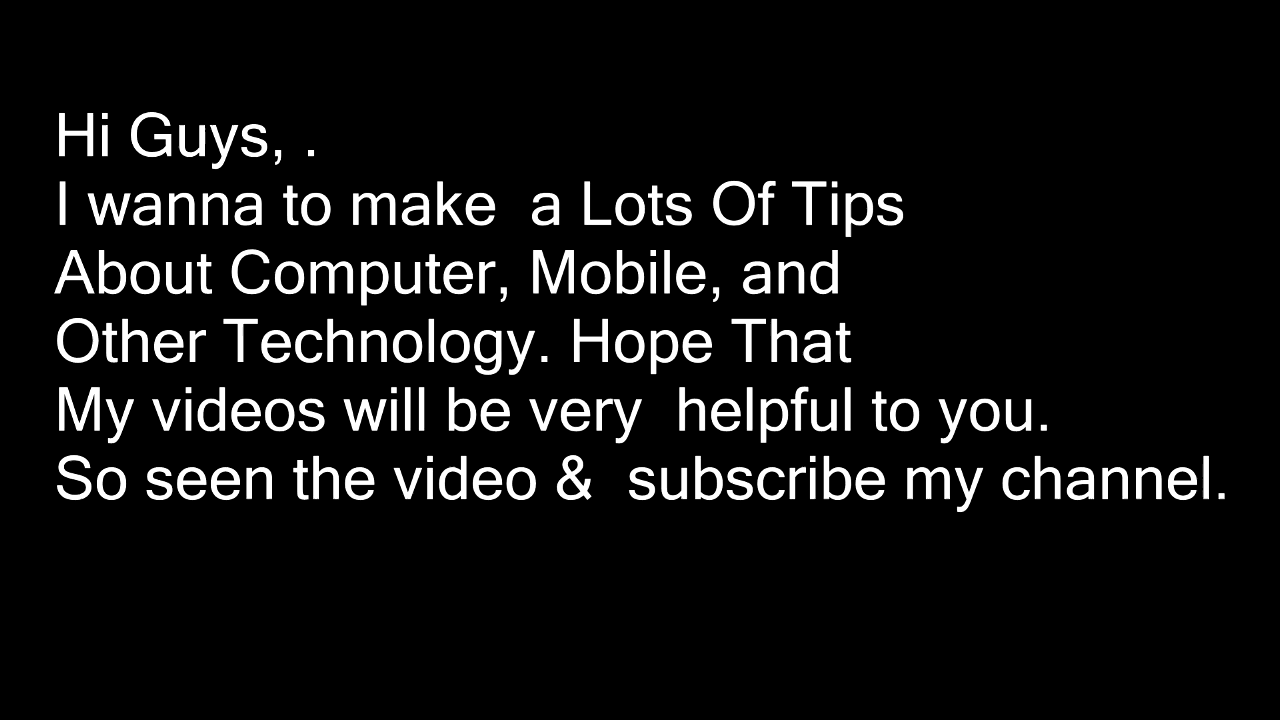 Hi Guys, .
I wanna to make  a Lots Of Tips
About Computer, Mobile, and
Other Technology. Hope That
My videos will be very  helpful to you.
So seen the video &  subscribe my channel.